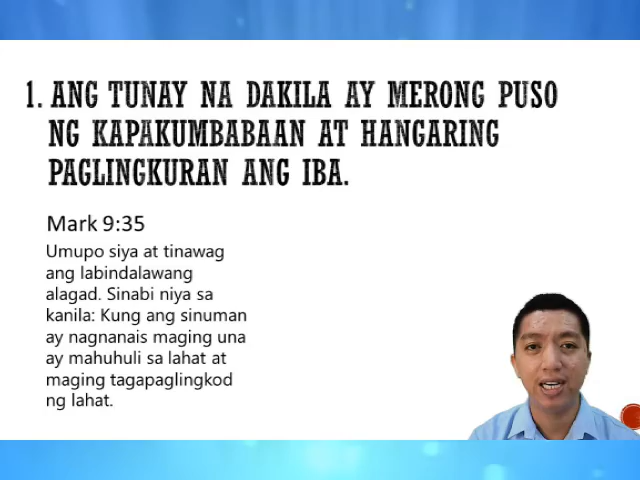 1. ANG TUNAY NA DAKILA AY MERONG PUSO
NG KAPAKUMBABAAN AT HANGARING
PAGLINGKURAN ANG IBA.
Mark 9:35
Umupo siya at tinawag
ang labindalawang
alagad. Sinabi niya sa
kanila: Kung ang sinuman
ay nagnanais maging una
ay mahuhuli sa lahat at
maging tagapaglingkod
ng lahat.